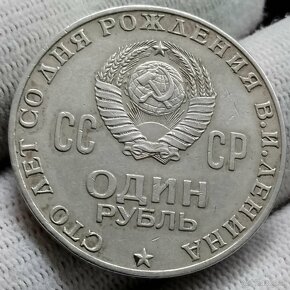 СТО ЛЕТ СО ДНЯ РОЖДЕНИЯ В.И.ЛЕНИНА
СС СР
ОДИН
РУБЛЬ